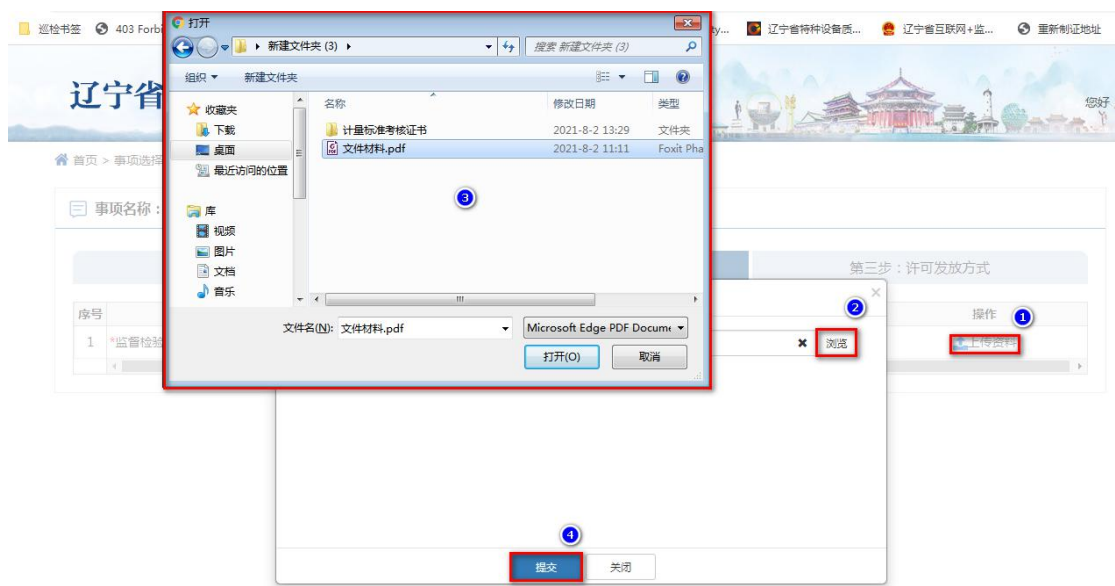 巡检书签 403 Forbi
ty... 辽宁省特种设备质... 辽宁省互联网+监... 重新制证地址
辽宁省
您好
首页 > 事项选择
事项名称：
第三步：许可发放方式
序号
操作
1 *监督检验
上传资料
打开
新建文件夹 (3)
搜索 新建文件夹 (3)
组织 新建文件夹
收藏夹
下载
桌面
最近访问的位置
库
视频
图片
文档
音乐
名称 修改日期 类型
计量标准考核证书 2021-8-2 13:29 文件夹
文件材料.pdf 2021-8-2 11:11 Foxit Pha
文件名(N): 文件材料.pdf Microsoft Edge PDF Docume
打开(O) 取消
浏览
提交 关闭
1
2
3
4